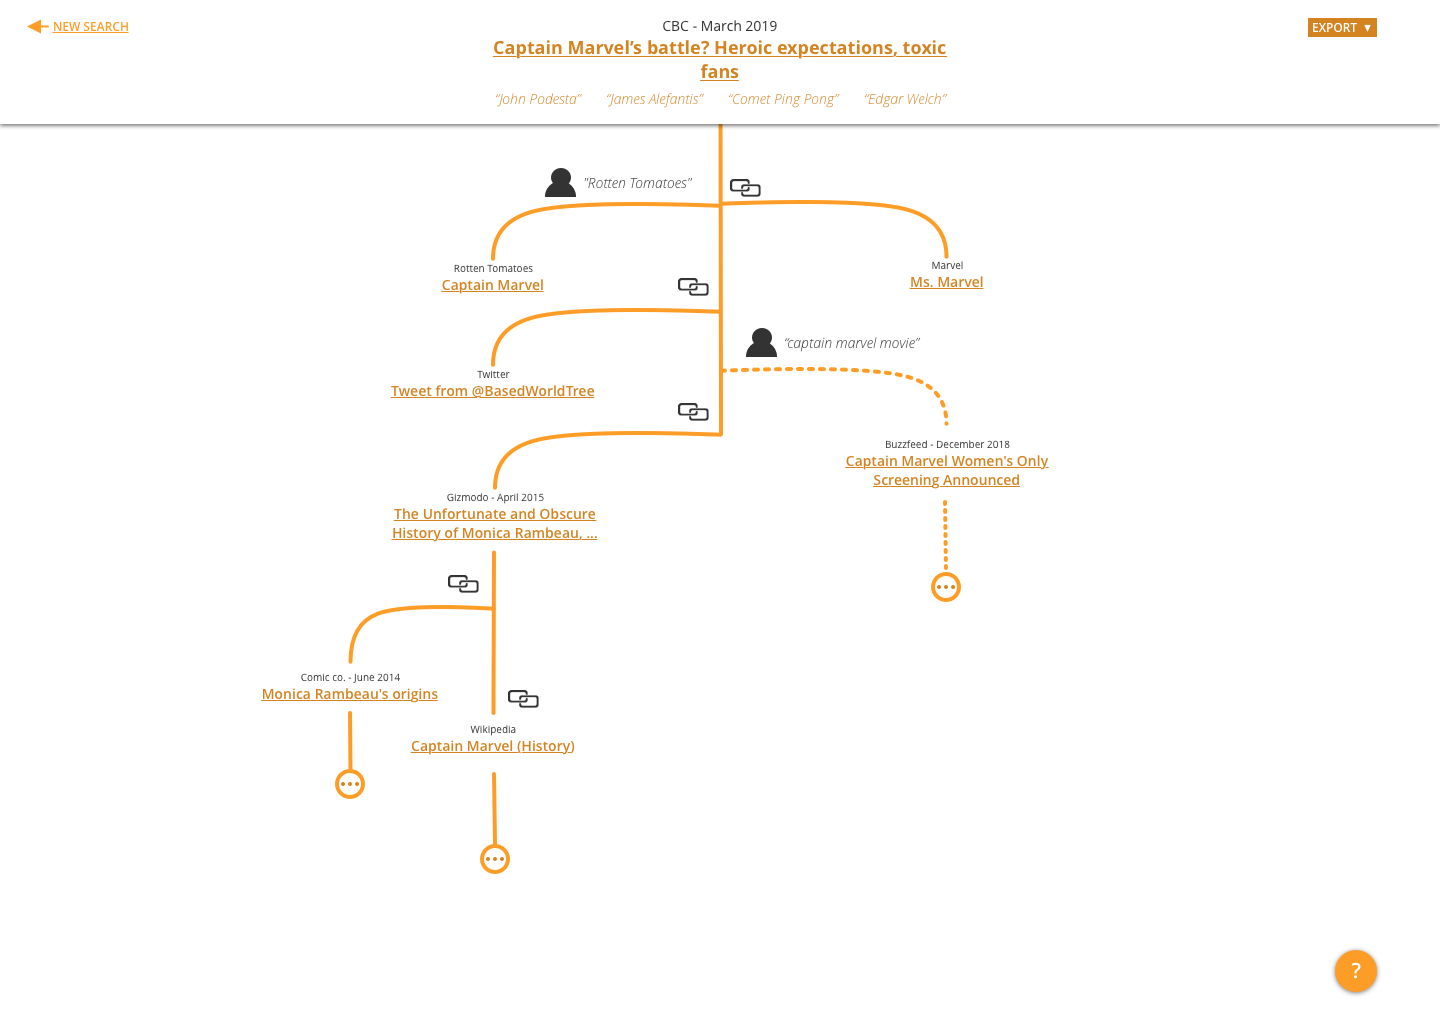 NEW SEARCH
CBC - March 2019
EXPORT ▼
Captain Marvel’s battle? Heroic expectations, toxic
fans
“John Podesta” “James Alefantis” “Comet Ping Pong” “Edgar Welch”
"Rotten Tomatoes"
Rotten Tomatoes
Captain Marvel
Marvel
Ms. Marvel
“captain marvel movie”
Twitter
Tweet from @BasedWorldTree
Buzzfeed - December 2018
Captain Marvel Women's Only
Screening Announced
Gizmodo - April 2015
The Unfortunate and Obscure
History of Monica Rambeau, ...
Comic co. - June 2014
Monica Rambeau's origins
Wikipedia
Captain Marvel (History)
?